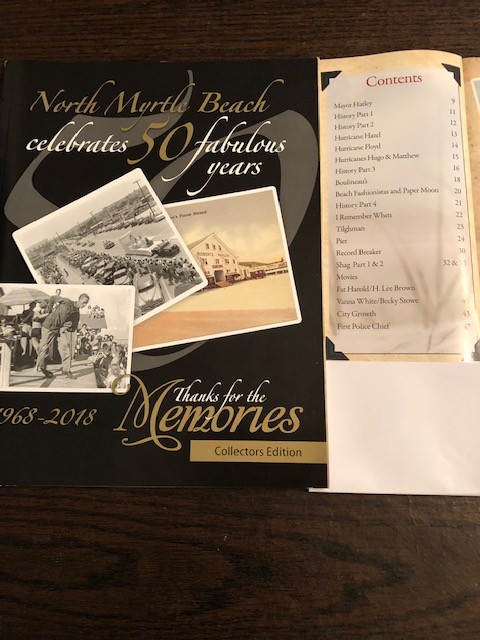 North Myrtle Beach
celebrates 50 fabulous
years
1968-2018
Thanks for the
Memories
Collectors Edition
Contents
Mayor Hatley 9
History Part 1 11
History Part 2 12
Hurricane Hazel 13
Hurricane Floyd 14
Hurricanes Hugo & Matthew 15
History Part 3 16
Boulineau's 18
Beach Fashionistas and Paper Moon 20
History Part 4 21
I Remember When 22
Tilghman 23
Pier 24
Record Breaker 30
Shag Part 1 & 2 32 &
Movies
Fat Harold/H. Lee Brown
Vanna White/Becky Stowe
City Growth
First Police Chief